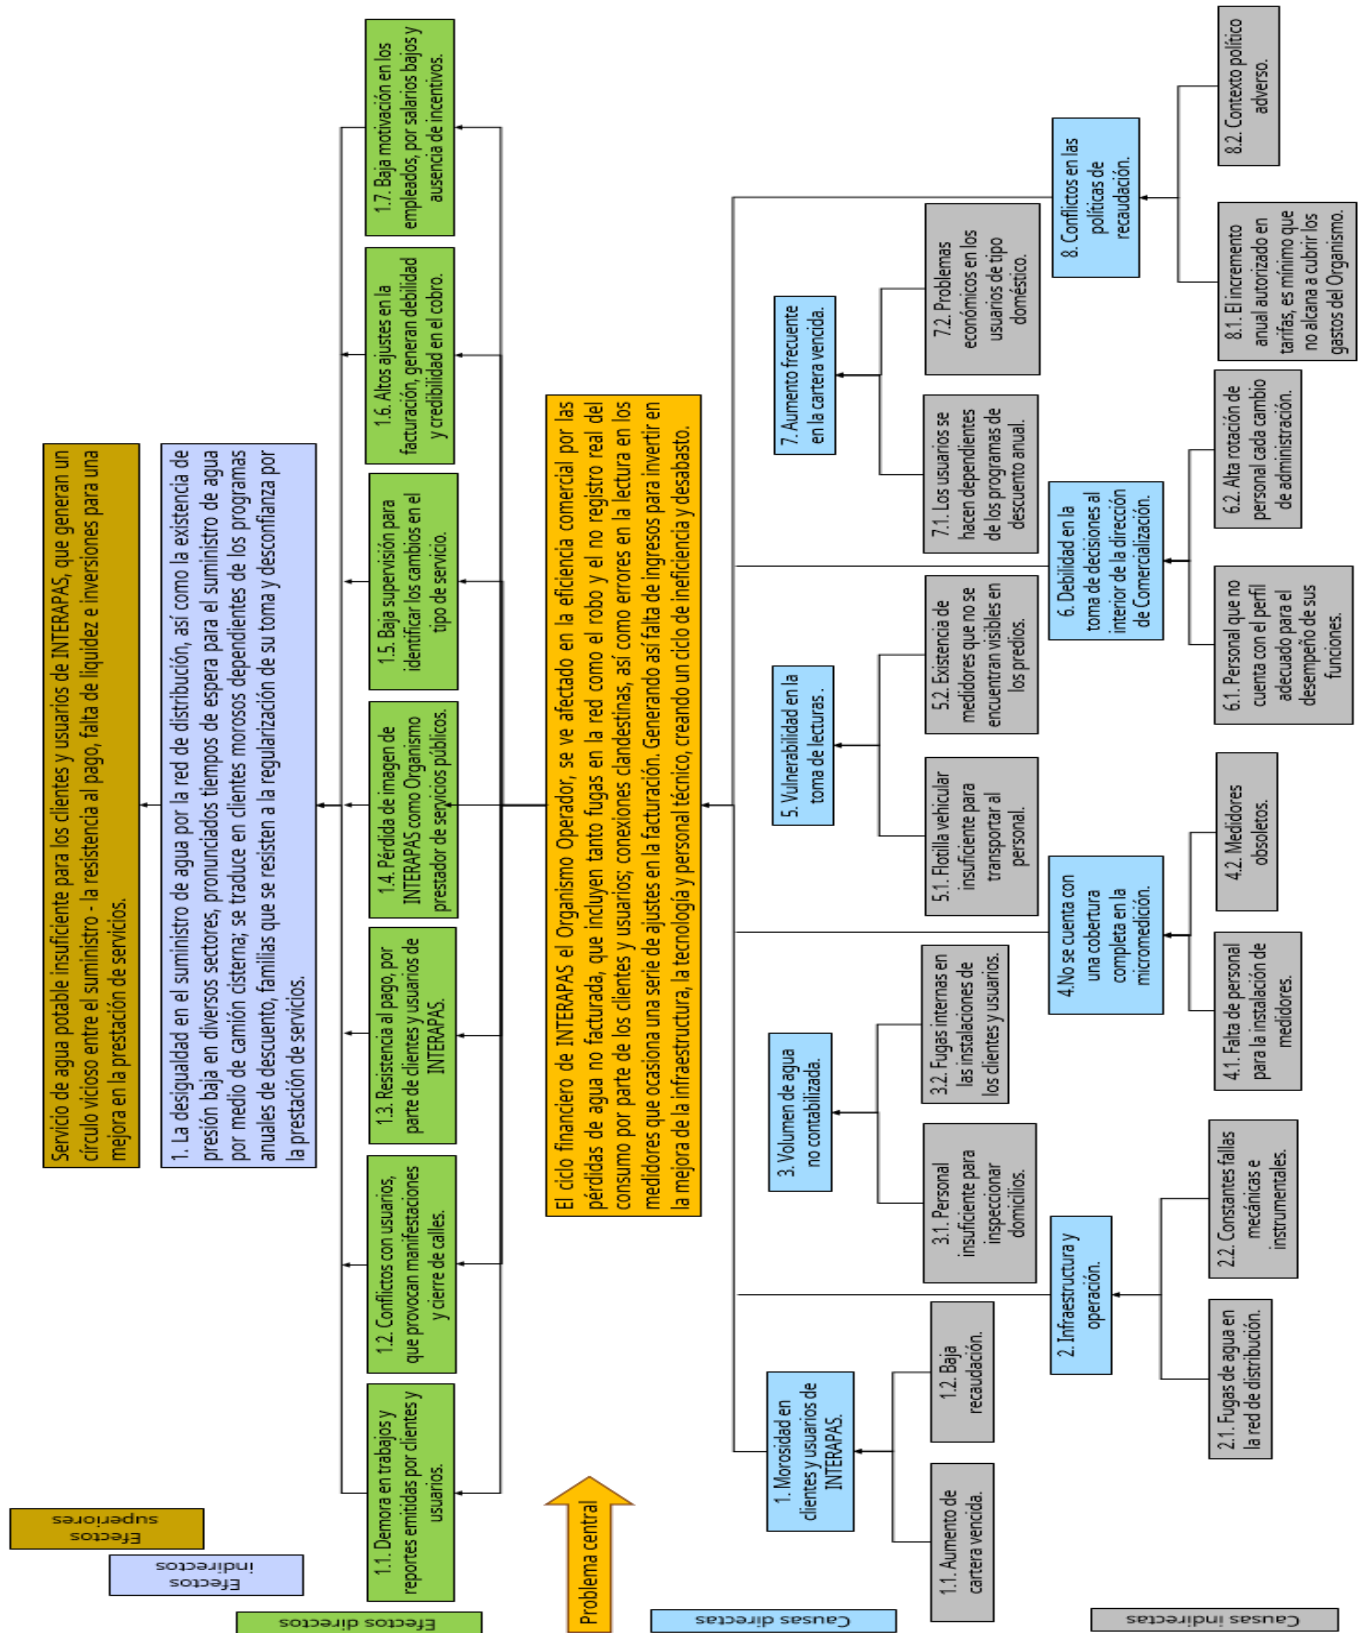 Efectos
superiores
Servicio de agua potable insuficiente para los clientes y usuarios de INTERAPAS, que generan un
círculo vicioso entre el suministro - la resistencia al pago, falta de liquidez e inversiones para una
mejora en la prestación de servicios.
Efectos
indirectos
1. La desigualdad en el suministro de agua por la red de distribución, así como la existencia de
presión baja en diversos sectores, pronunciados tiempos de espera para el suministro de agua
por medio de camión cisterna; se traduce en clientes morosos dependientes de los programas
anuales de descuento, familias que se resisten a la regularización de su toma y desconfianza por
la prestación de servicios.
Efectos directos
1.1. Demora en trabajos y
reportes emitidas por clientes y
usuarios.
1.2. Conflictos con usuarios,
que provocan manifestaciones
y cierre de calles.
1.3. Resistencia al pago, por
parte de clientes y usuarios de
INTERAPAS.
1.4. Pérdida de imagen de
INTERAPAS como Organismo
prestador de servicios públicos.
1.5. Baja supervisión para
identificar los cambios en el
tipo de servicio.
1.6. Altos ajustes en la
facturación, generan debilidad
y credibilidad en el cobro.
1.7. Baja motivación en los
empleados, por salarios bajos y
ausencia de incentivos.
Problema central
El ciclo financiero de INTERAPAS el Organismo Operador, se ve afectado en la eficiencia comercial por las
pérdidas de agua no facturada, que incluyen tanto fugas en la red como el robo y el no registro real del
consumo por parte de los clientes y usuarios; conexiones clandestinas, así como errores en la lectura en los
medidores que ocasiona una serie de ajustes en la facturación. Generando así falta de ingresos para invertir en
la mejora de la infraestructura, la tecnología y personal técnico, creando un ciclo de ineficiencia y desabasto.
Causas directas
1. Morosidad en
clientes y usuarios de
INTERAPAS.
3. Volumen de agua
no contabilizada.
5. Vulnerabilidad en la
toma de lecturas .
7. Aumento frecuente
en la cartera vencida.
1.1. Aumento de
cartera vencida.
1.2. Baja
recaudación.
3.1. Personal
insuficiente para
inspeccionar
domicilios.
3.2. Fugas internas en
las instalaciones de
los clientes y usuarios.
5.1. Flotilla vehicular
insuficiente para
transportar al
personal.
5.2. Existencia de
medidores que no se
encuentran visibles en
los predios.
7.1. Los usuarios se
hacen dependientes
de los programas de
descuento anual.
7.2. Problemas
económicos en los
usuarios de tipo
doméstico.
2. Infraestructura y
operación.
4.No se cuenta con
una cobertura
completa en la
micromedición.
6. Debilidad en la
toma de decisiones al
interior de la dirección
de Comercialización.
8. Conflictos en las
políticas de
recaudación.
Causas indirectas
2.1. Fugas de agua en
la red de distribución.
2.2. Constantes fallas
mecánicas e
instrumentales.
4.1. Falta de personal
para la instalación de
medidores.
4.2. Medidores
obsoletos.
6.1. Personal que no
cuenta con el perfil
adecuado para el
desempeño de sus
funciones.
6.2. Alta rotación de
personal cada cambio
de administración.
8.1. El incremento
anual autorizado en
tarifas, es mínimo que
no alcana a cubrir los
gastos del Organismo.
8.2. Contexto político
adverso.